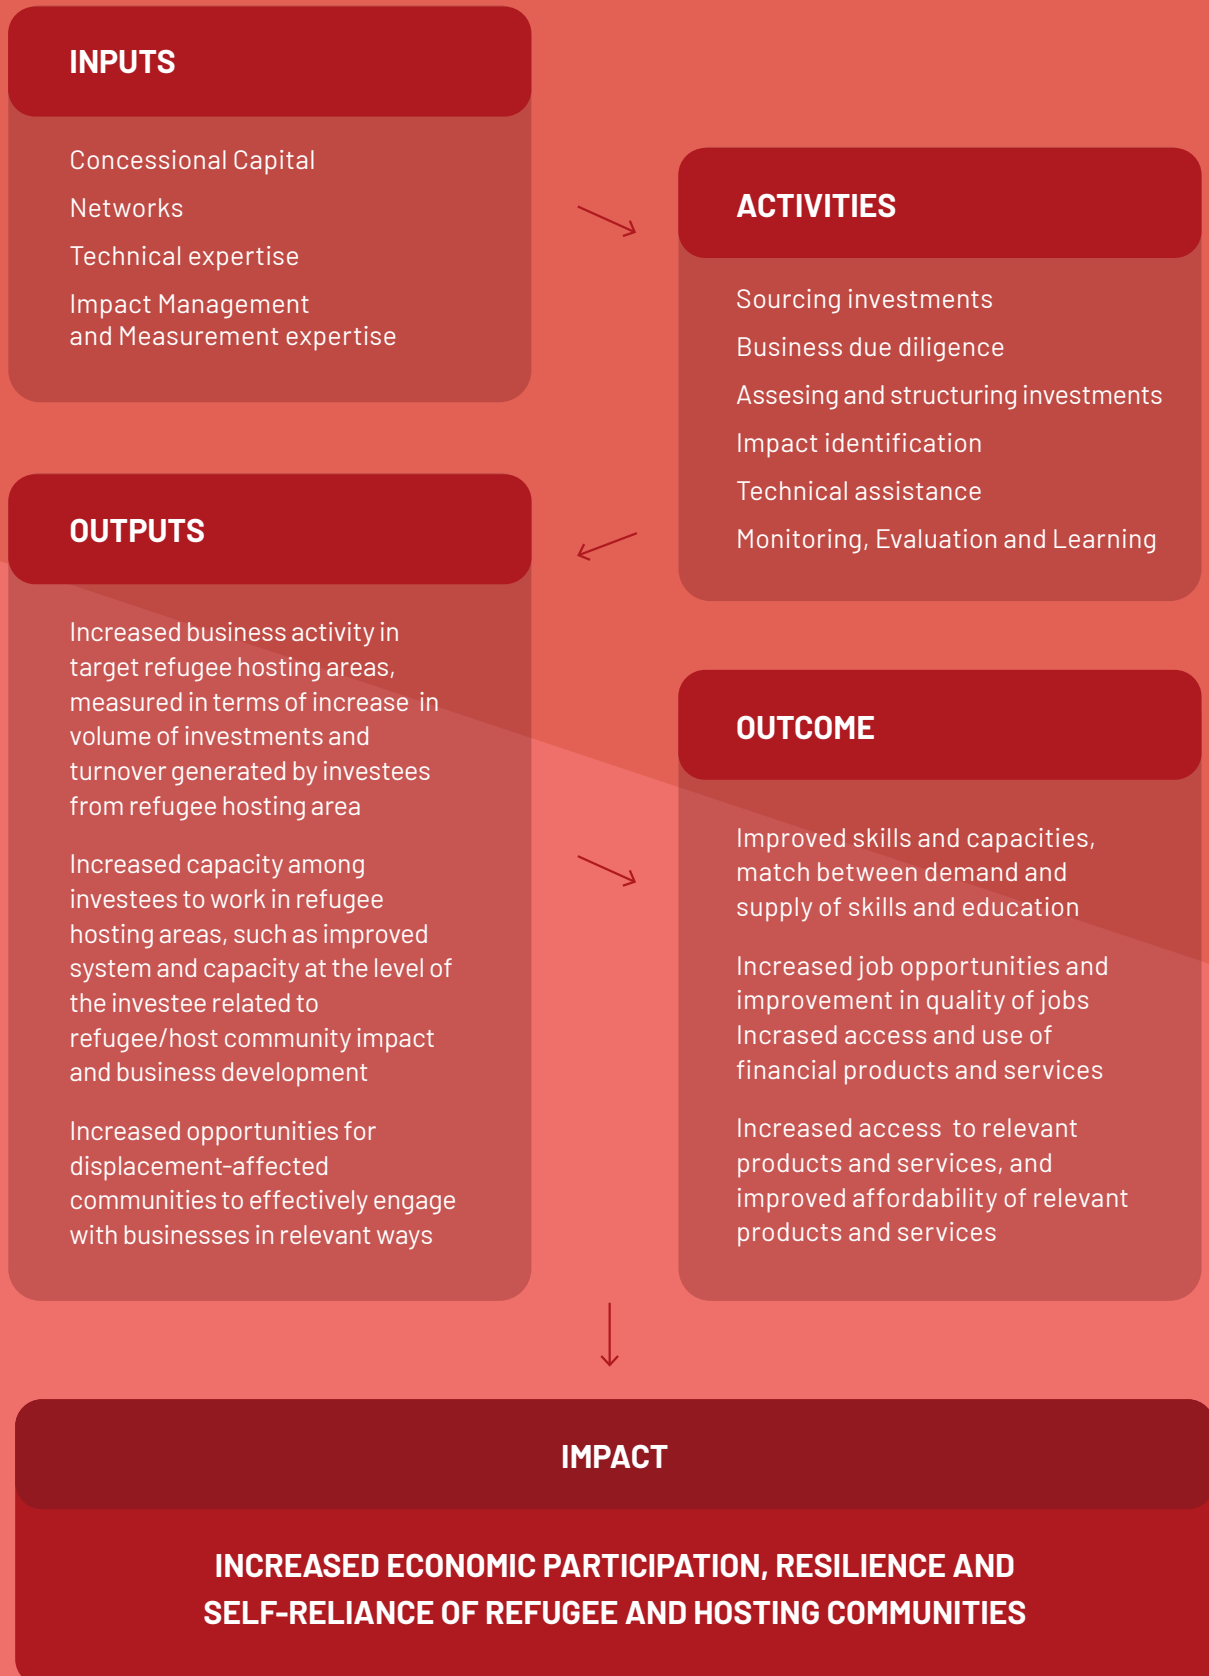 INPUTS
Concessional Capital
Networks
Technical expertise
Impact Management
and Measurement expertise
ACTIVITIES
Sourcing investments
Business due diligence
Assesing and structuring investments
Impact identification
Technical assistance
Monitoring, Evaluation and Learning
OUTPUTS
Increased business activity in
target refugee hosting areas,
measured in terms of increase in
volume of investments and
turnover generated by investees
from refugee hosting area
Increased capacity among
investees to work in refugee
hosting areas, such as improved
system and capacity at the level of
the investee related to
refugee/host community impact
and business development
Increased opportunities for
displacement-affected
communities to effectively engage
with businesses in relevant ways
OUTCOME
Improved skills and capacities,
match between demand and
supply of skills and education
Increased job opportunities and
improvement in quality of jobs
Incrased access and use of
financial products and services
Increased access to relevant
products and services, and
improved affordability of relevant
products and services
IMPACT
INCREASED ECONOMIC PARTICIPATION, RESILIENCE AND
SELF-RELIANCE OF REFUGEE AND HOSTING COMMUNITIES